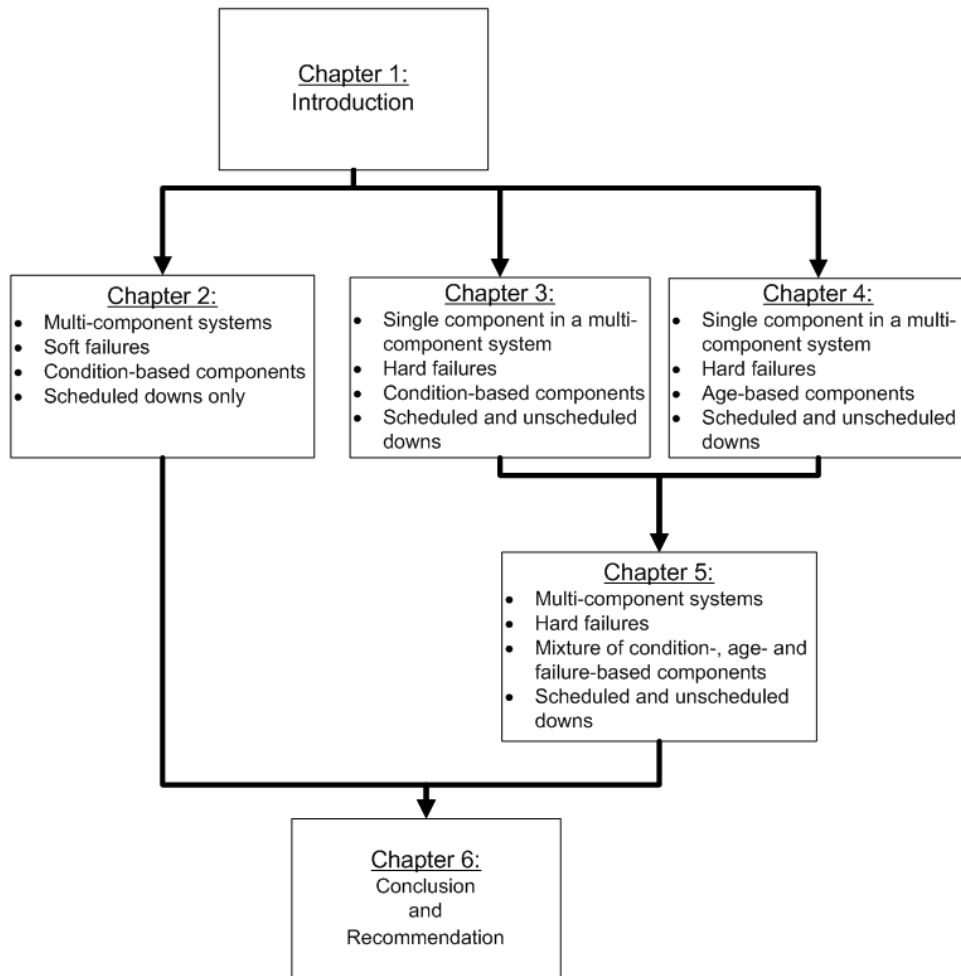 Chapter 1:
Introduction
Chapter 2:
• Multi-component systems
• Soft failures
• Condition-based components
• Scheduled downs only
Chapter 3:
• Single component in a multi-
component system
• Hard failures
• Condition-based components
• Scheduled and unscheduled
downs
Chapter 4:
• Single component in a multi-
component system
• Hard failures
• Age-based components
• Scheduled and unscheduled
downs
Chapter 5:
• Multi-component systems
• Hard failures
• Mixture of condition-, age- and
failure-based components
• Scheduled and unscheduled
downs
Chapter 6:
Conclusion
and
Recommendation